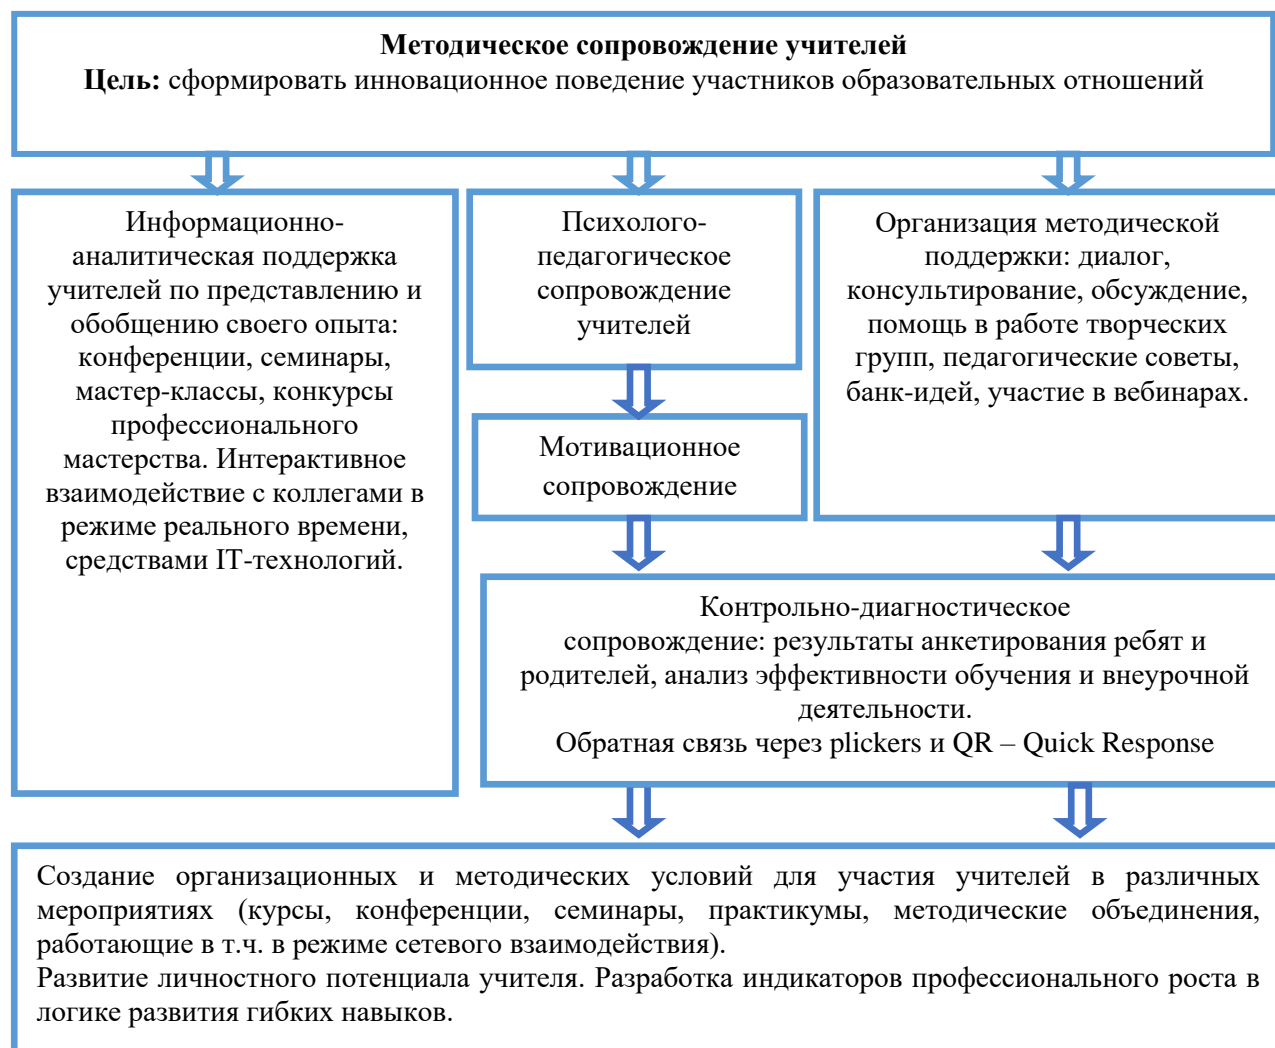 Методическое сопровождение учителей
Цель: сформировать инновационное поведение участников образовательных отношений
Информационно-
аналитическая поддержка
учителей по представлению и
обобщению своего опыта:
конференции, семинары,
мастер-классы, конкурсы
профессионального
мастерства. Интерактивное
взаимодействие с коллегами в
режиме реального времени,
средствами IT-технологий.
Психолого-
педагогическое
сопровождение
учителей
Мотивационное
сопровождение
Организация методической
поддержки: диалог,
консультирование, обсуждение,
помощь в работе творческих
групп, педагогические советы,
банк-идей, участие в вебинарах.
Контрольно-диагностическое
сопровождение: результаты анкетирования ребят и
родителей, анализ эффективности обучения и внеурочной
деятельности.
Обратная связь через plickers и QR – Quick Response
Создание организационных и методических условий для участия учителей в различных
мероприятиях (курсы, конференции, семинары, практикумы, методические объединения,
работающие в т.ч. в режиме сетевого взаимодействия).
Развитие личностного потенциала учителя. Разработка индикаторов профессионального роста в
логике развития гибких навыков.